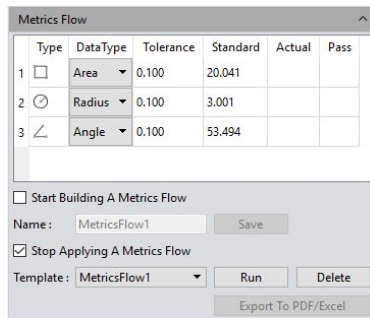 Metrics Flow
Type DataType Tolerance Standard Actual Pass
1 Area 0.100 20.041
2 Radius 0.100 3.001
3 Angle 0.100 53.494
Start Building A Metrics Flow
Name : MetricsFlow1 Save
Stop Applying A Metrics Flow
Template : MetricsFlow1 Run Delete
Export To PDF/Excel